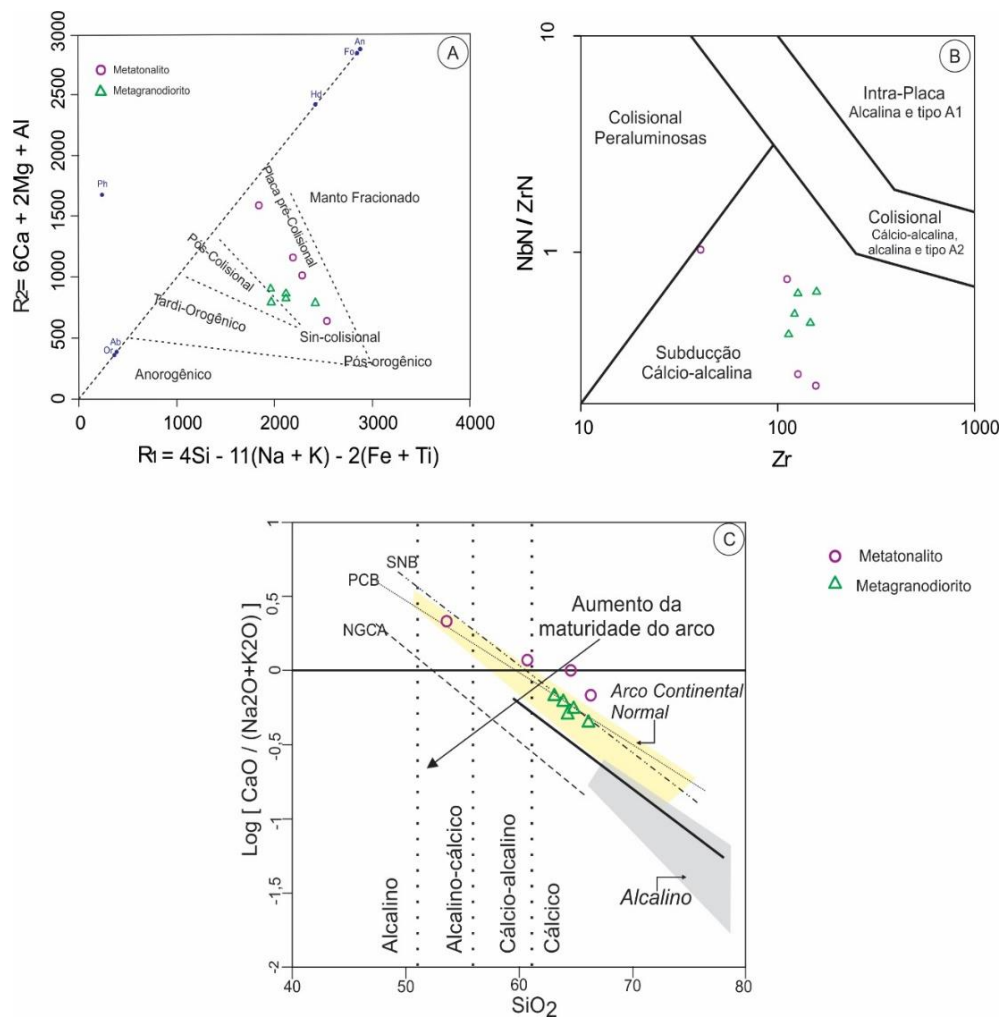 A
R2= 6Ca + 2Mg + Al
3000
2500
2000
1500
1000
500
0
Metatonalito
Metagranodiorito
An
Fo
Hd
Ph
Ab
Or
Placa pré-Colisional
Manto Fracionado
Pós-Colisional
Tardi-Orogênico
Sin-colisional
Pós-orogênico
Anorogênico
0
1000
2000
3000
4000
R1 = 4Si - 11(Na + K) - 2(Fe + Ti)
B
NbN / ZrN
10
1
Intra-Placa
Alcalina e tipo A1
Colisional
Peraluminosas
Colisional
Cálcio-alcalina,
alcalina e tipo A2
Subducção
Cálcio-alcalina
10
100
1000
Zr
C
Log [ CaO / (Na2O+K2O) ]
1
0,5
0
-0,5
-1
-1,5
-2
SNB
PCB
NGCA
Aumento da
maturidade do arco
Arco Continental
Normal
Alcalino
Alcalino
Alcalino-cálcico
Cálcio-alcalino
Cálcico
40
50
60
70
80
SiO2
Metatonalito
Metagranodiorito